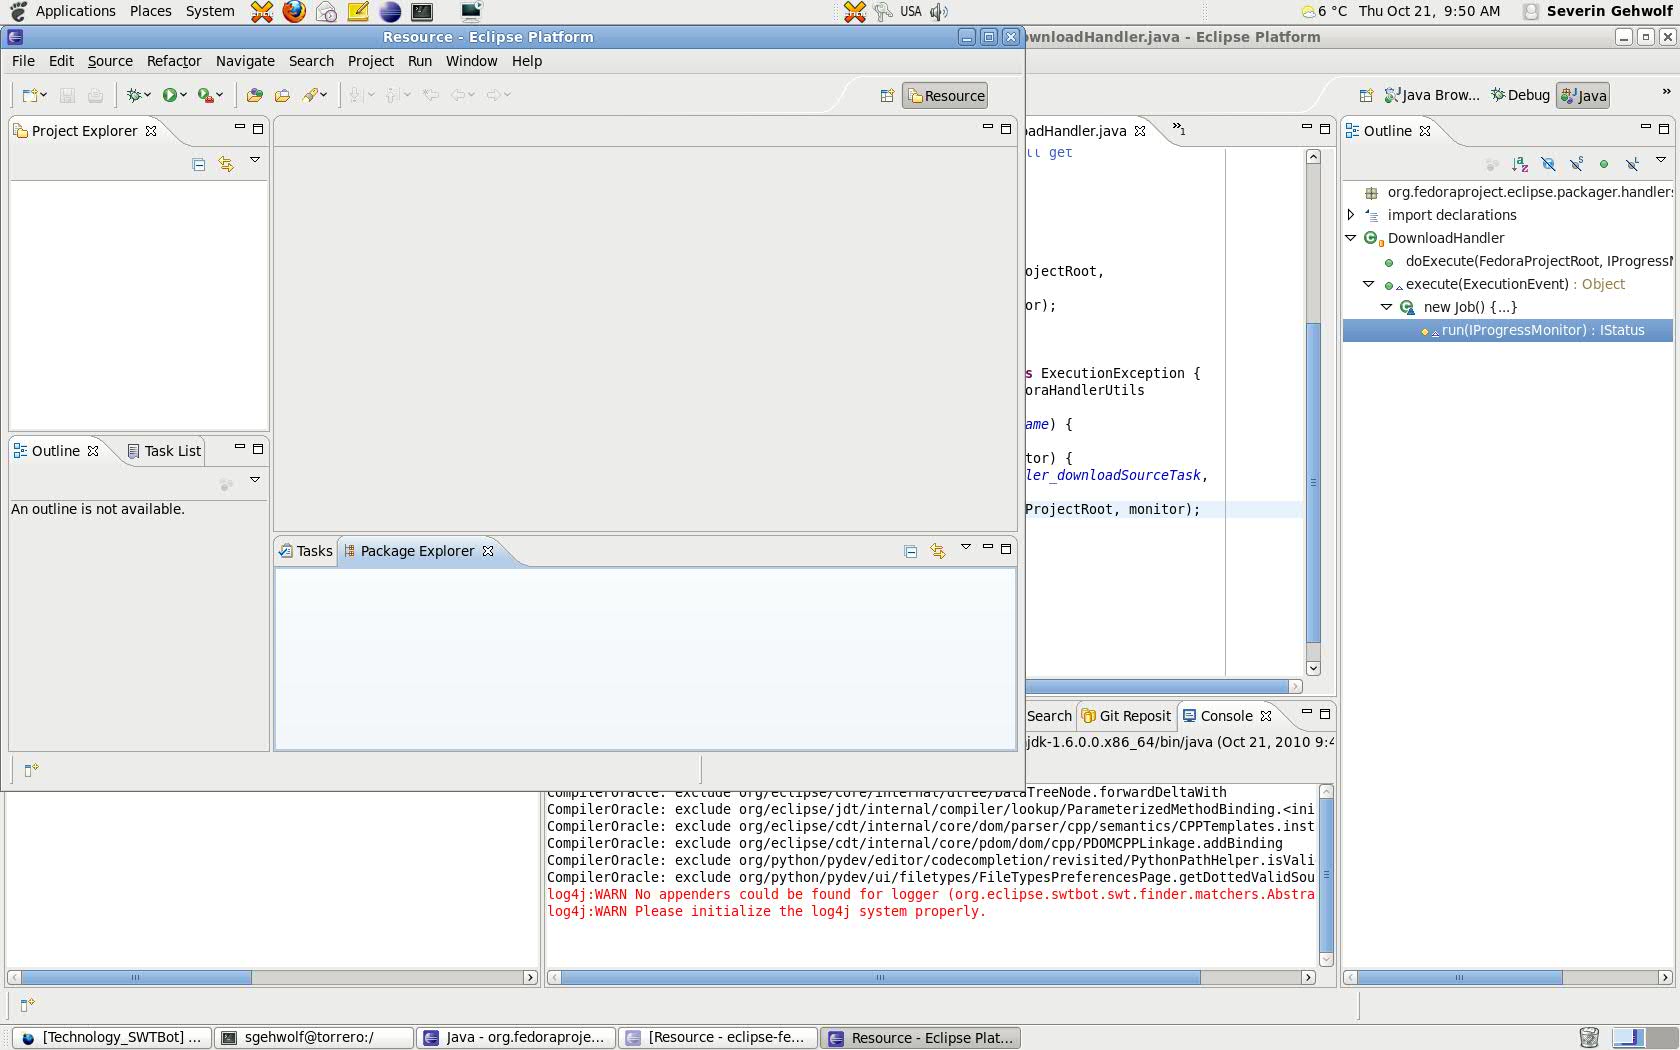 Applications Places System USA 6 °C Thu Oct 21, 9:50 AM Severin Gehwolf
Resource - Eclipse Platform
ownloadHandler.java - Eclipse Platform
File Edit Source Refactor Navigate Search Project Run Window Help
Resource
Java Brow... Debug Java »
Project Explorer
adHandler.java »1
Outline
ll get
org.fedoraproject.eclipse.packager.handlers
import declarations
DownloadHandler
doExecute(FedoraProjectRoot, IProgressM
execute(ExecutionEvent) : Object
new Job() {...}
run(IProgressMonitor) : IStatus
ojectRoot,
or);
s ExecutionException {
oraHandlerUtils
ame) {
tor) {
ler_downloadSourceTask,
ProjectRoot, monitor);
Outline Task List
An outline is not available.
Tasks Package Explorer
Search Git Reposit Console
jdk-1.6.0.0.x86_64/bin/java (Oct 21, 2010 9:4
CompilerOracle: exclude org/eclipse/core/internal/dtree/DataTreeNode.forwardDeltaWith
CompilerOracle: exclude org/eclipse/jdt/internal/compiler/lookup/ParameterizedMethodBinding.<ini
CompilerOracle: exclude org/eclipse/cdt/internal/core/dom/parser/cpp/semantics/CPPTemplates.inst
CompilerOracle: exclude org/eclipse/cdt/internal/core/pdom/dom/cpp/PDOMCPPLinkage.addBinding
CompilerOracle: exclude org/python/pydev/editor/codecompletion/revisited/PythonPathHelper.isVali
CompilerOracle: exclude org/python/pydev/ui/filetypes/FileTypesPreferencesPage.getDottedValidSou
log4j:WARN No appenders could be found for logger (org.eclipse.swtbot.swt.finder.matchers.Abstra
log4j:WARN Please initialize the log4j system properly.
[Technology_SWTBot] ... sgehwolf@torrero:/ Java - org.fedoraproje... [Resource - eclipse-fe... Resource - Eclipse Plat...